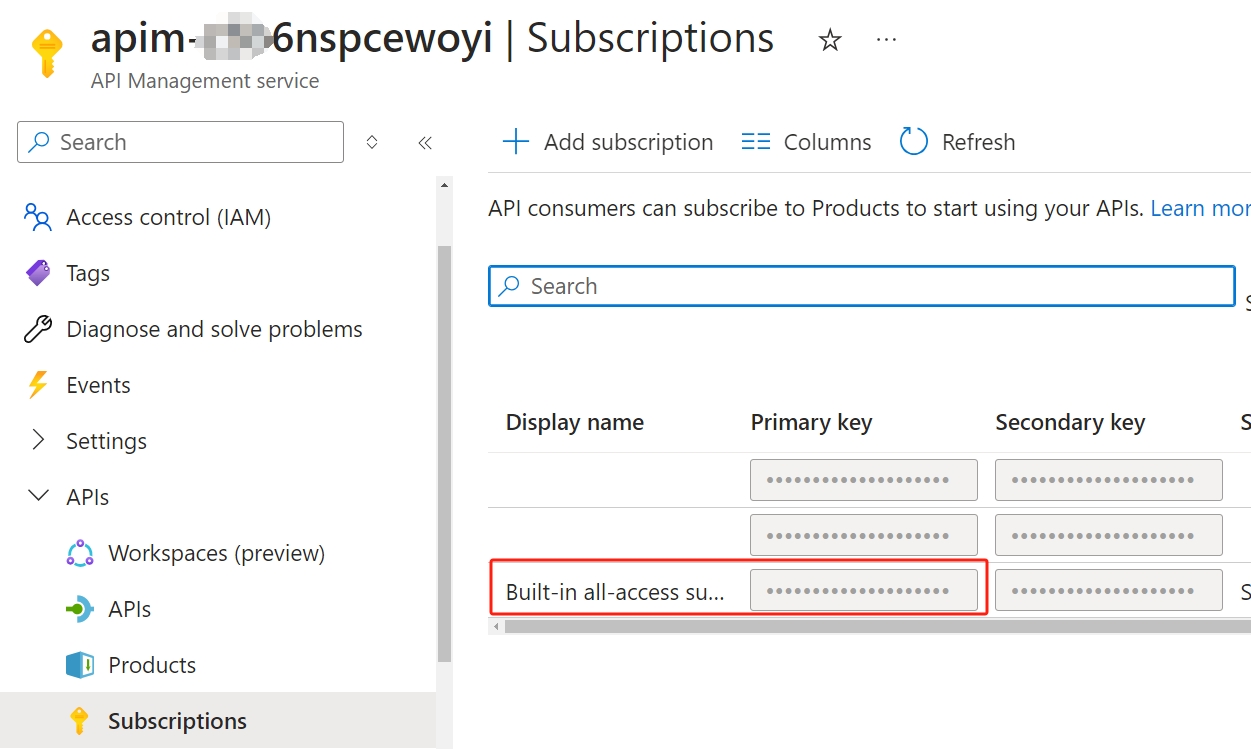 apim-6nspcewoyi | Subscriptions
API Management service
Search
Add subscription
Columns
Refresh
Access control (IAM)
Tags
Diagnose and solve problems
Events
Settings
APIs
Workspaces (preview)
APIs
Products
Subscriptions
API consumers can subscribe to Products to start using your APIs. Learn mor
Search
S
Display name Primary key Secondary key S
Built-in all-access su... S